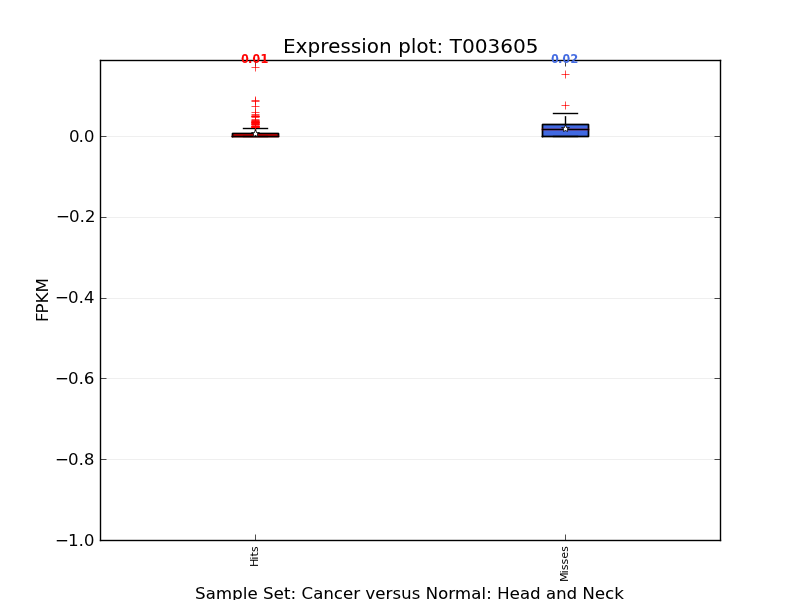 Expression plot: T003605
0.01
0.02
0.0
−0.2
−0.4
−0.6
−0.8
−1.0
FPKM
Hits
Misses
Sample Set: Cancer versus Normal: Head and Neck